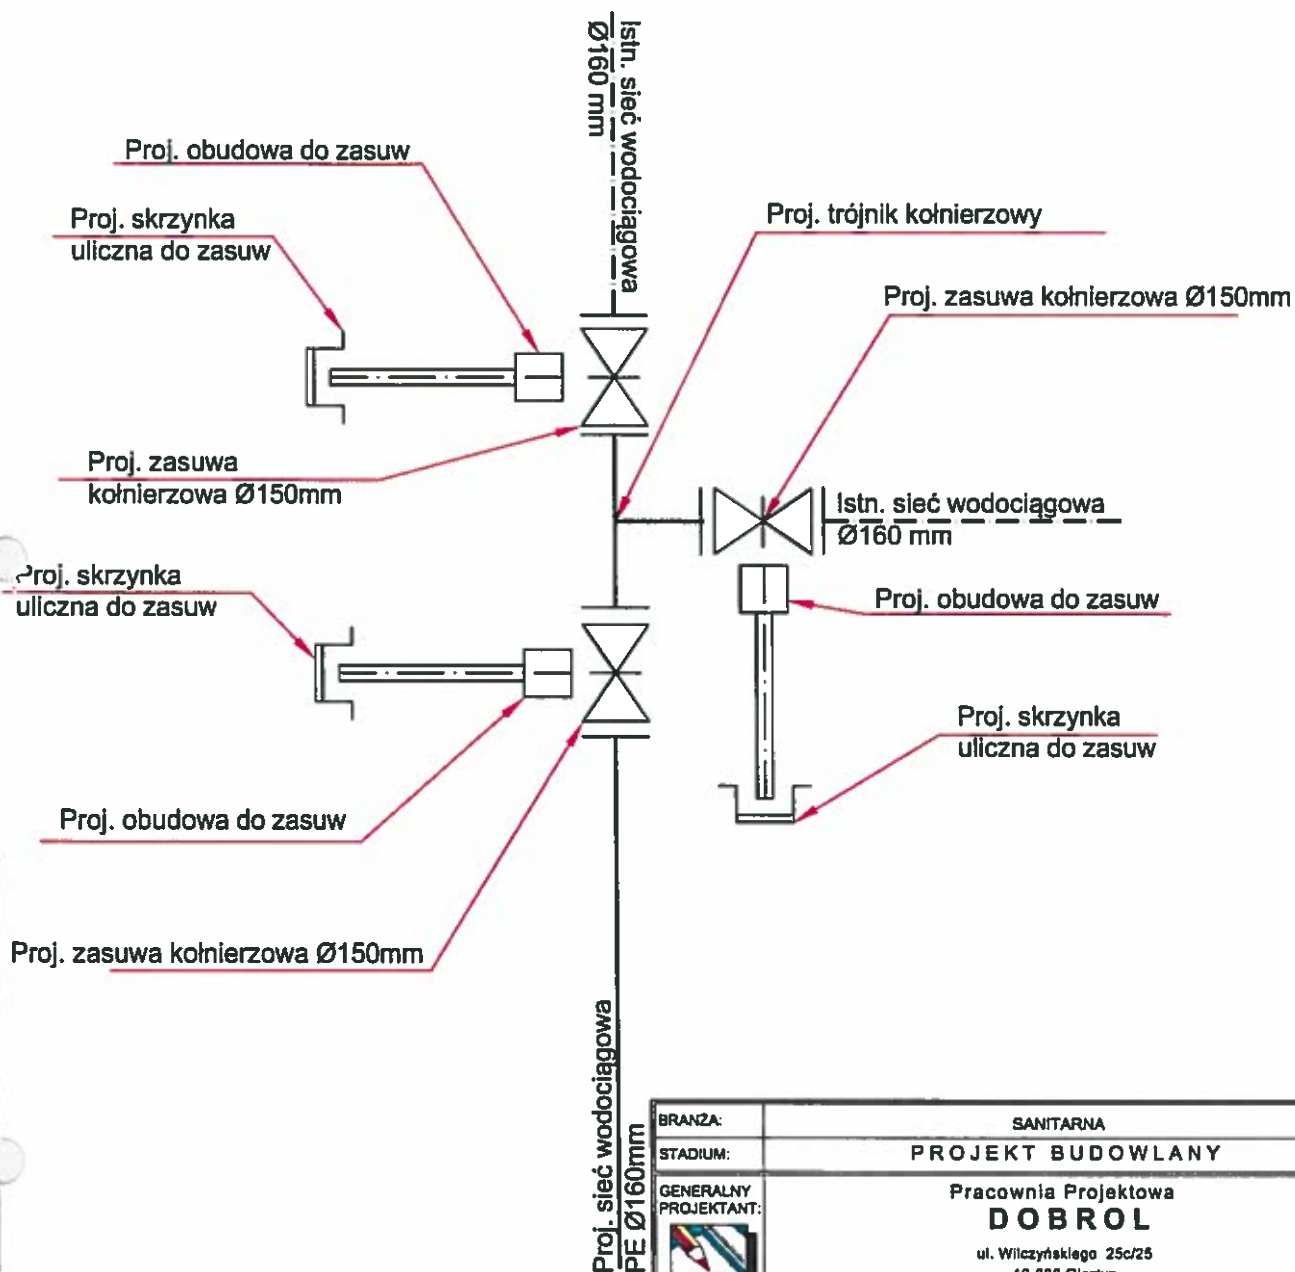 Istn. sieć wodociągowa
Ø160 mm
Proj. obudowa do zasuw
Proj. skrzynka
uliczna do zasuw
Proj. trójnik kołnierzowy
Proj. zasuwa kołnierzowa Ø150mm
Proj. zasuwa
kołnierzowa Ø150mm
Istn. sieć wodociągowa
Ø160 mm
Proj. skrzynka
uliczna do zasuw
Proj. obudowa do zasuw
Proj. skrzynka
uliczna do zasuw
Proj. obudowa do zasuw
Proj. zasuwa kołnierzowa Ø150mm
Proj. sieć wodociągowa
PE Ø160mm
BRANŻA:
SANITARNA
STADIUM:
PROJEKT BUDOWLANY
GENERALNY
PROJEKTANT:
Pracownia Projektowa
DOBROL
ul. Wilczyńskiego 25c/25